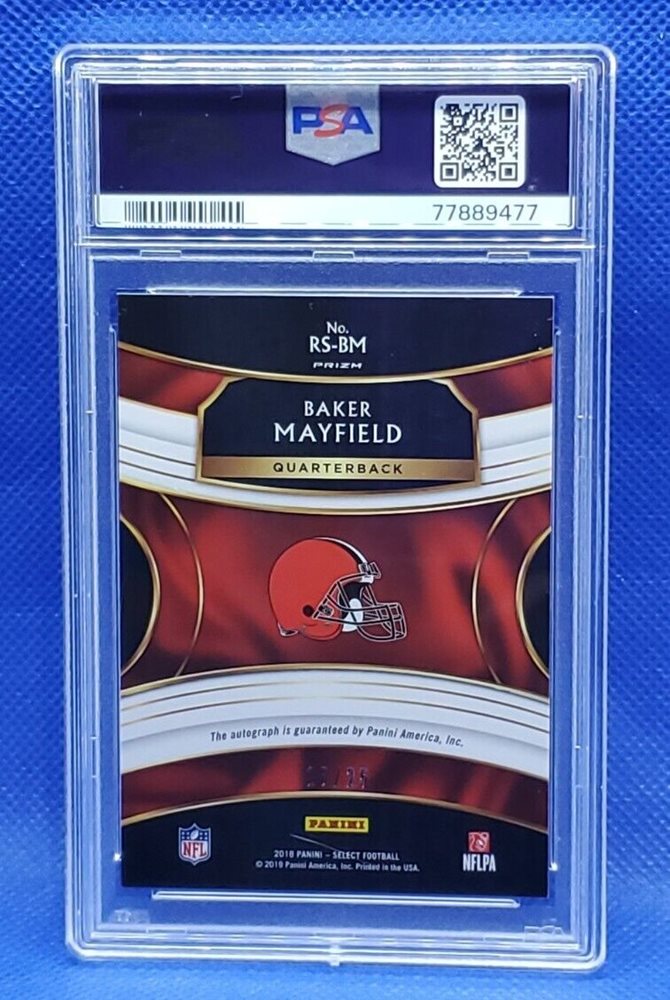 PSA
77889477
No.
RS-BM
PRIZM
BAKER
MAYFIELD
QUARTERBACK
The autograph is guaranteed by Panini America, Inc.
/25
PANINI
NFL
2018 PANINI – SELECT FOOTBALL
© 2019 Panini America, Inc. Printed in the USA.
NFLPA